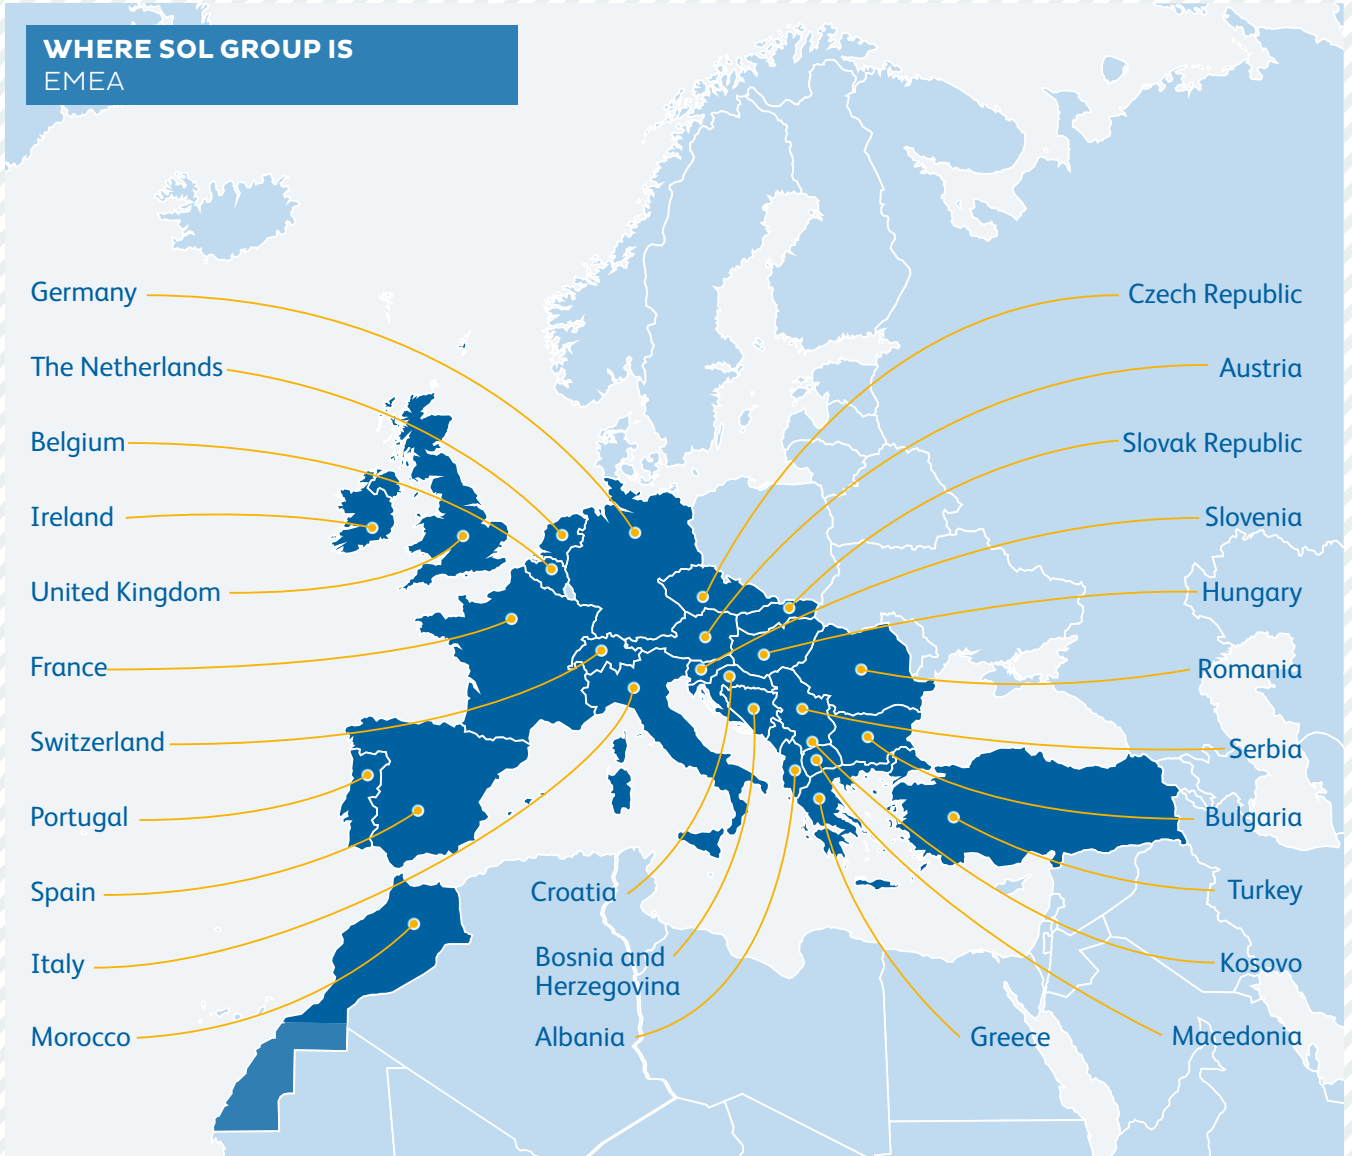 WHERE SOL GROUP IS
EMEA
Germany
The Netherlands
Belgium
Ireland
United Kingdom
France
Switzerland
Portugal
Spain
Italy
Morocco
Croatia
Bosnia and
Herzegovina
Albania
Greece
Czech Republic
Austria
Slovak Republic
Slovenia
Hungary
Romania
Serbia
Bulgaria
Turkey
Kosovo
Macedonia